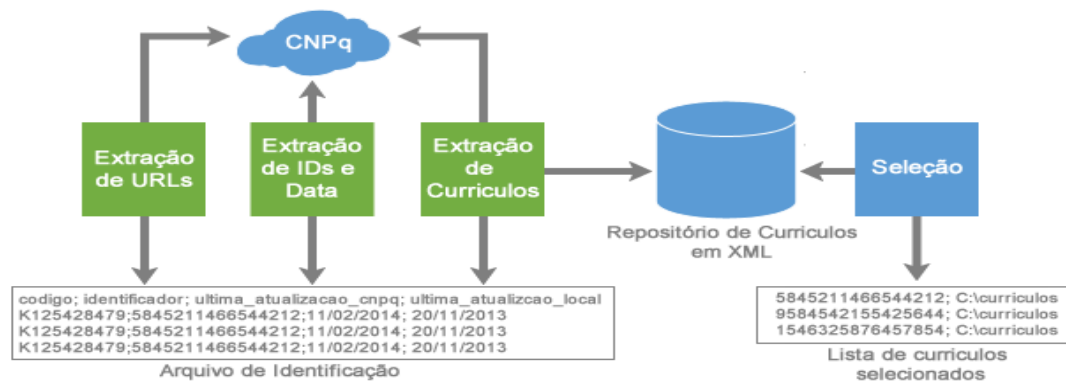 CNPq
Extração
de URLs
Extração
de IDs e
Data
Extração
de
Curriculos
Seleção
Repositório de Curriculos
em XML
codigo; identificador; ultima_atualizacao_cnpq; ultima_atualizcao_local
K125428479;5845211466544212;11/02/2014; 20/11/2013
K125428479;5845211466544212;11/02/2014; 20/11/2013
K125428479;5845211466544212;11/02/2014; 20/11/2013
Arquivo de Identificação
5845211466544212; C:\curriculos
9584542155425644; C:\curriculos
1546325876457854; C:\curriculos
Lista de curriculos
selecionados